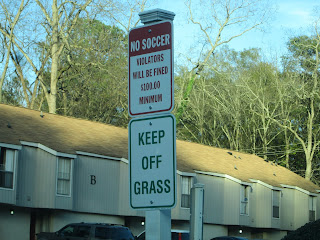 NO SOCCER
VIOLATORS
WILL BE FINED
$100.00
MINIMUM
KEEP
OFF
GRASS
B